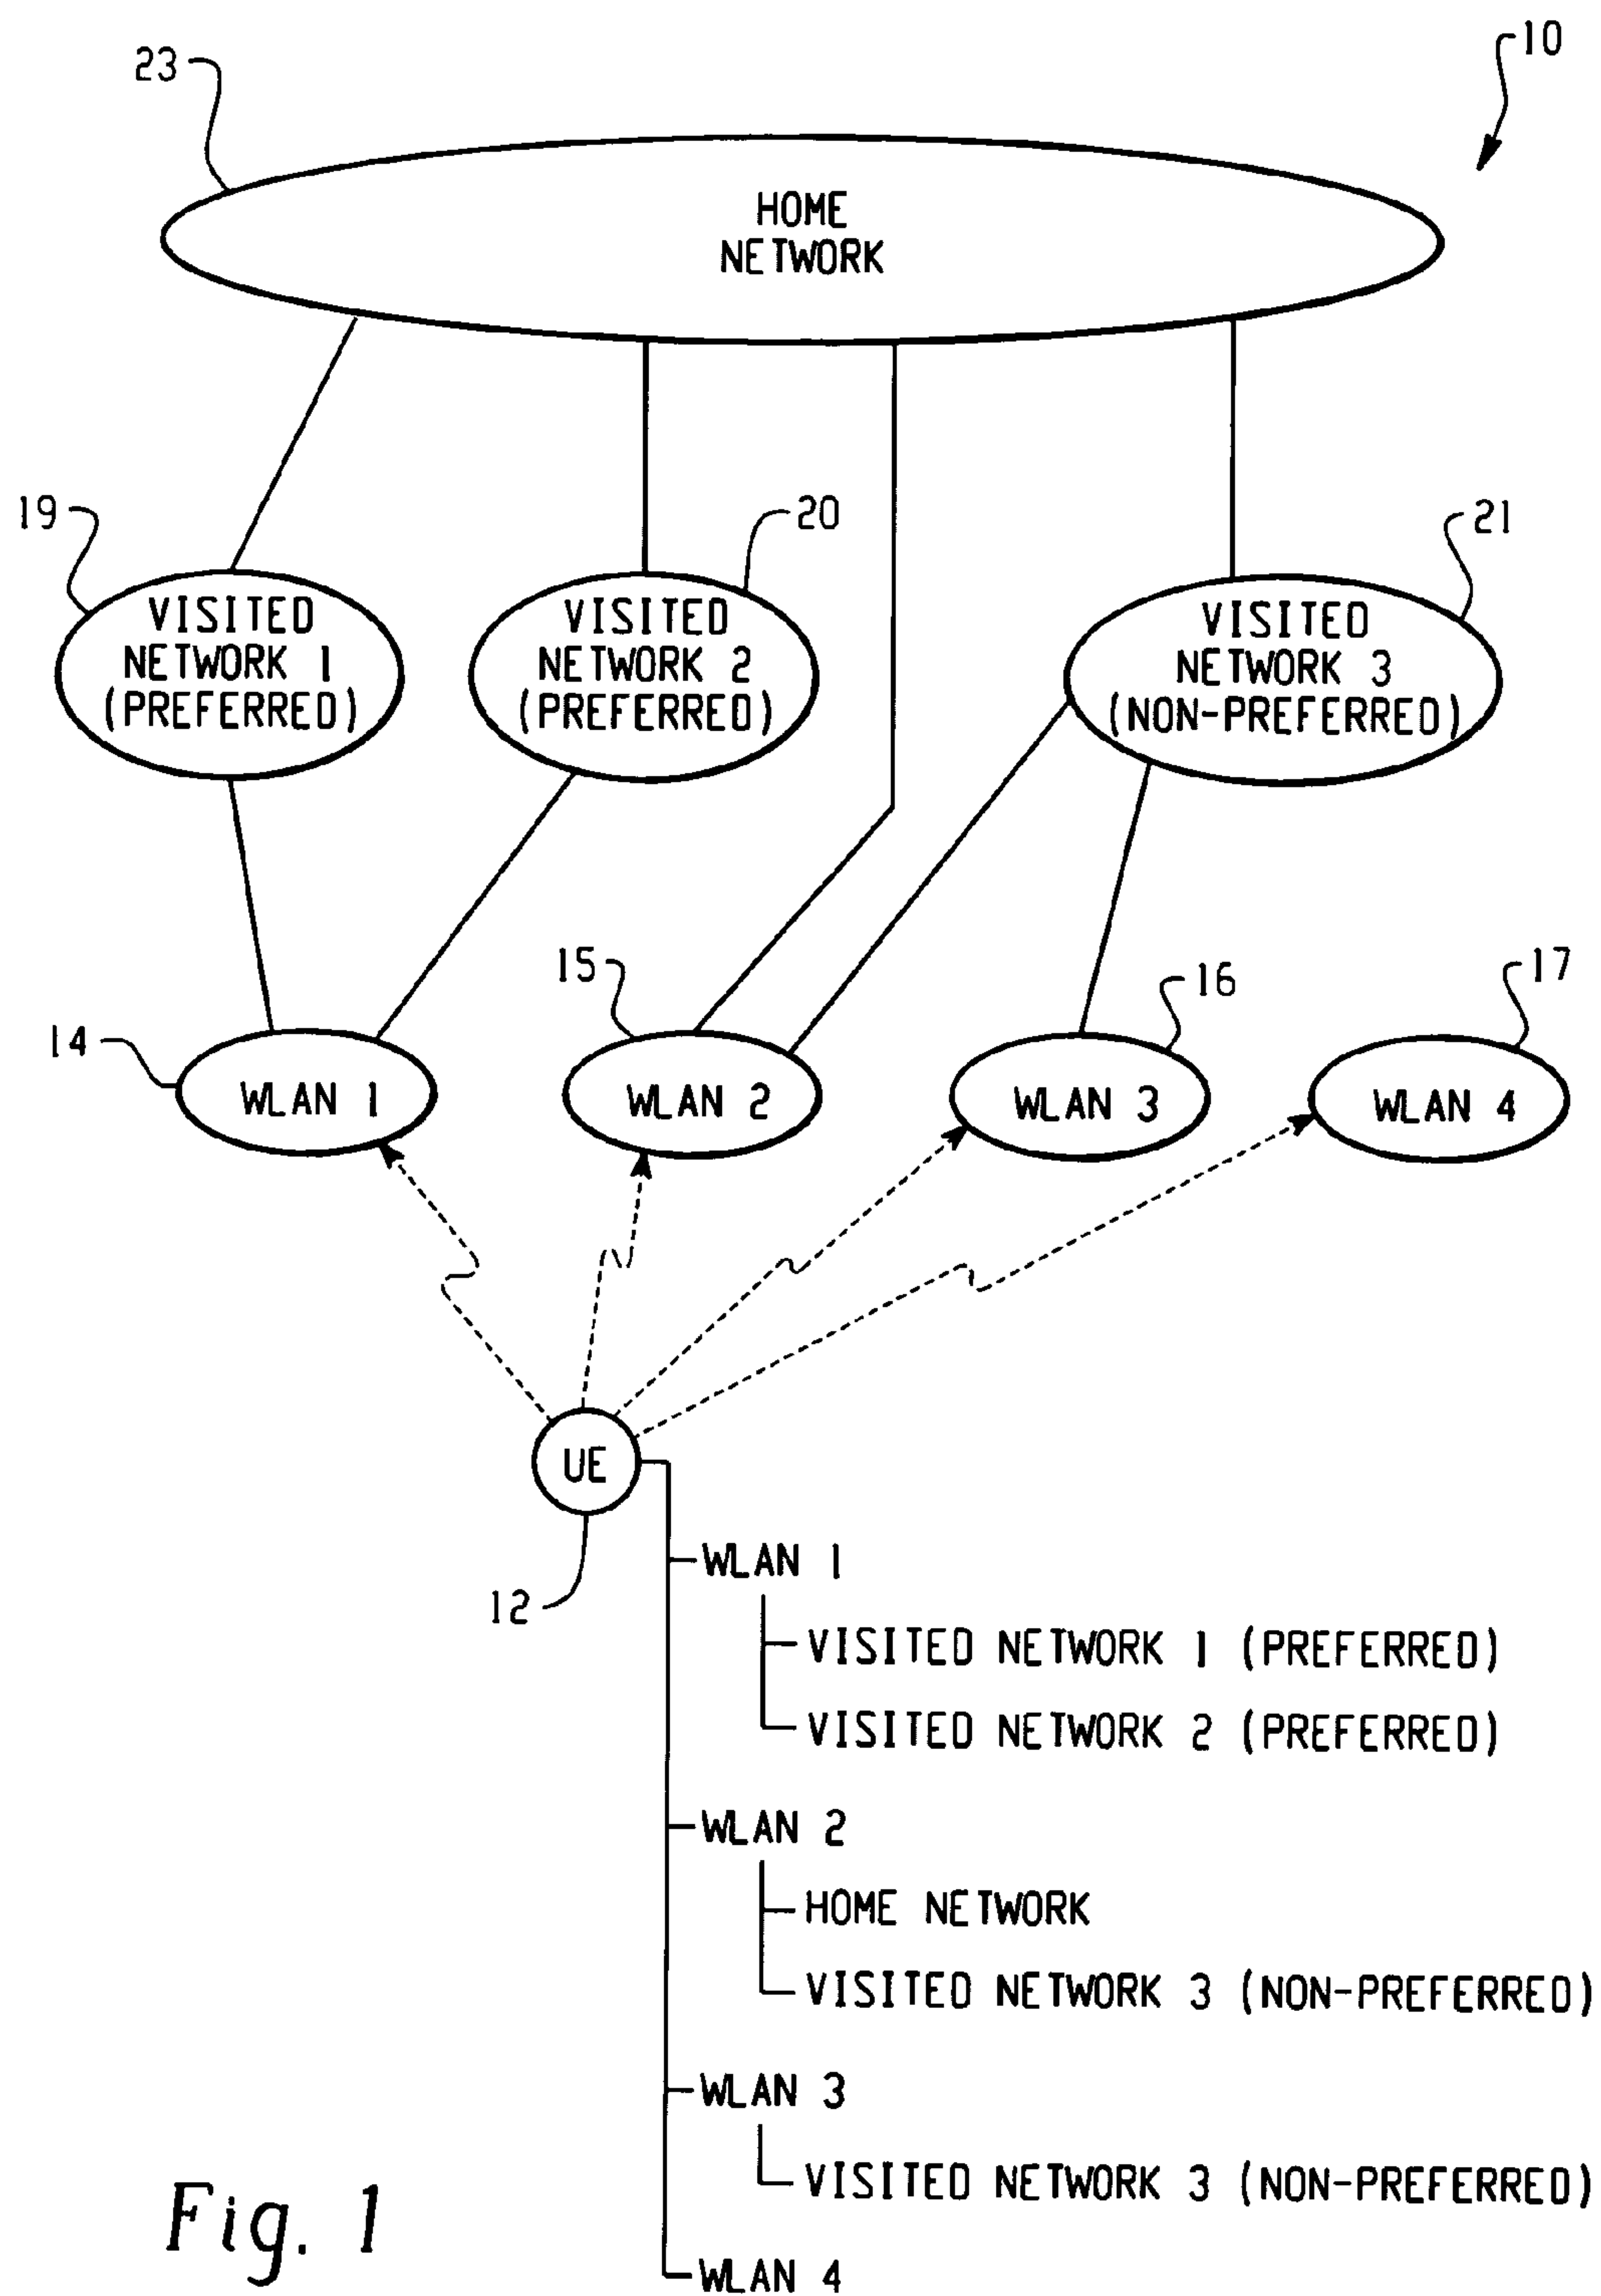 10
23
HOME
NETWORK
19
20
21
VISITED
NETWORK 1
(PREFERRED)
VISITED
NETWORK 2
(PREFERRED)
VISITED
NETWORK 3
(NON-PREFERRED)
14
15
16
17
WLAN 1
WLAN 2
WLAN 3
WLAN 4
UE
12
WLAN 1
VISITED NETWORK 1 (PREFERRED)
VISITED NETWORK 2 (PREFERRED)
WLAN 2
HOME NETWORK
VISITED NETWORK 3 (NON-PREFERRED)
WLAN 3
VISITED NETWORK 3 (NON-PREFERRED)
WLAN 4
Fig. 1